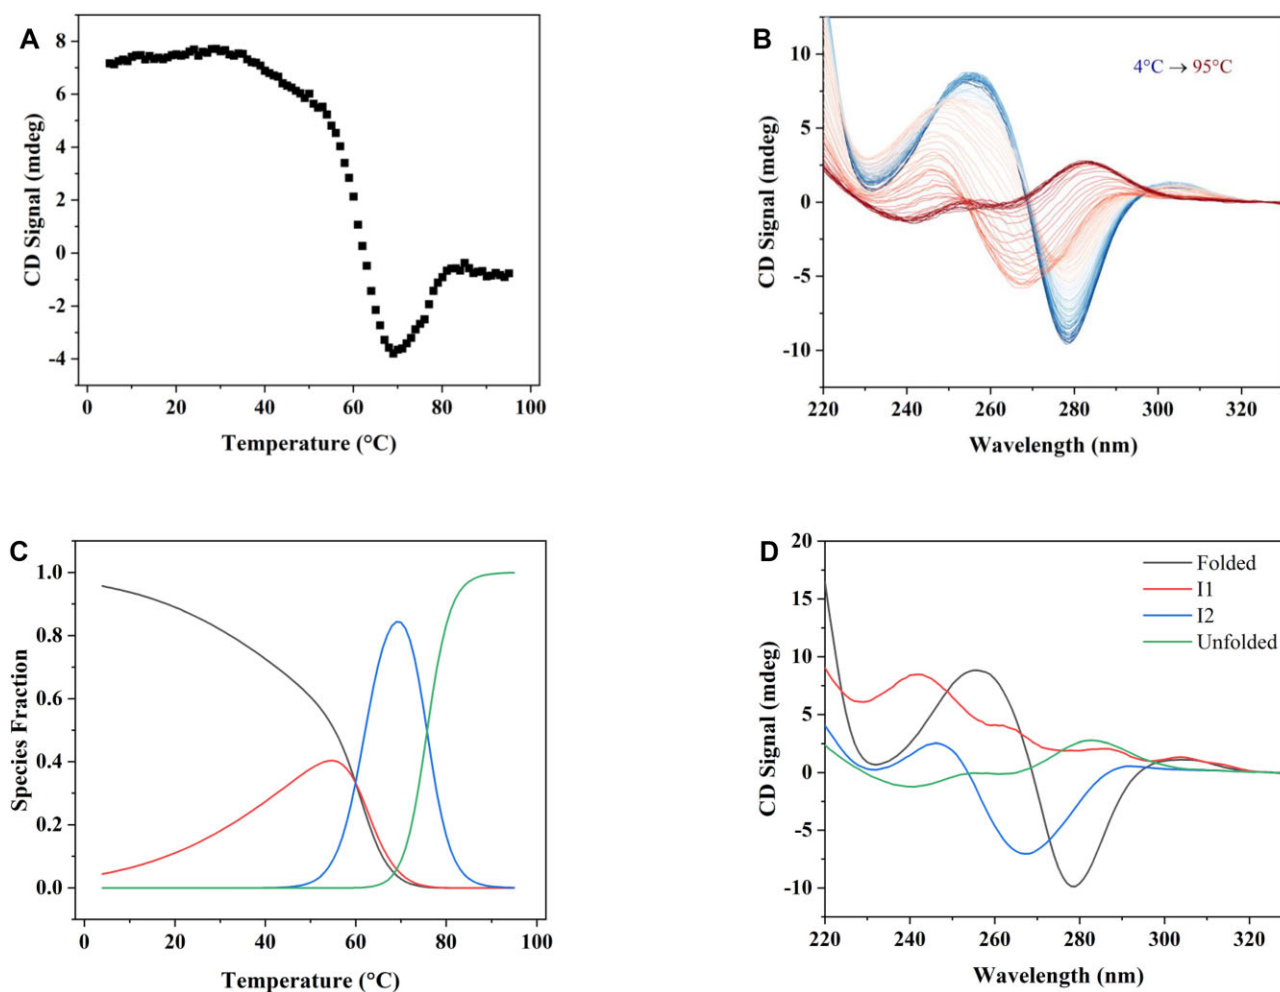 A
CD Signal (mdeg)
8
6
4
2
0
-2
-4
0 20 40 60 80 100
Temperature (°C)
B
4°C → 95°C
CD Signal (mdeg)
10
5
0
-5
-10
220 240 260 280 300 320
Wavelength (nm)
C
Species Fraction
1.0
0.8
0.6
0.4
0.2
0.0
0 20 40 60 80 100
Temperature (°C)
D
Folded
I1
I2
Unfolded
CD Signal (mdeg)
20
15
10
5
0
-5
-10
220 240 260 280 300 320
Wavelength (nm)